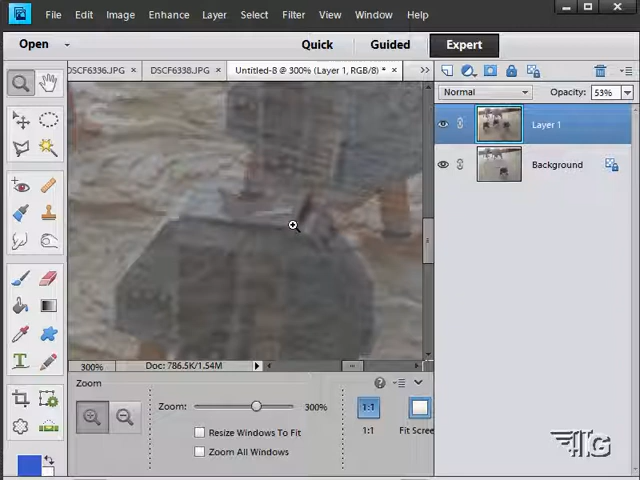 File Edit Image Enhance Layer Select Filter View Window Help
Open Quick Guided Expert
DSCF6336.JPG * × DSCF6338.JPG × Untitled-8 @ 300% (Layer 1, RGB/8) * × >>
Normal Opacity: 53%
Layer 1
Background
300% Doc: 786.5K/1.54M
Zoom
Zoom: 300% 1:1
Resize Windows To Fit 1:1 Fit Scree
Zoom All Windows